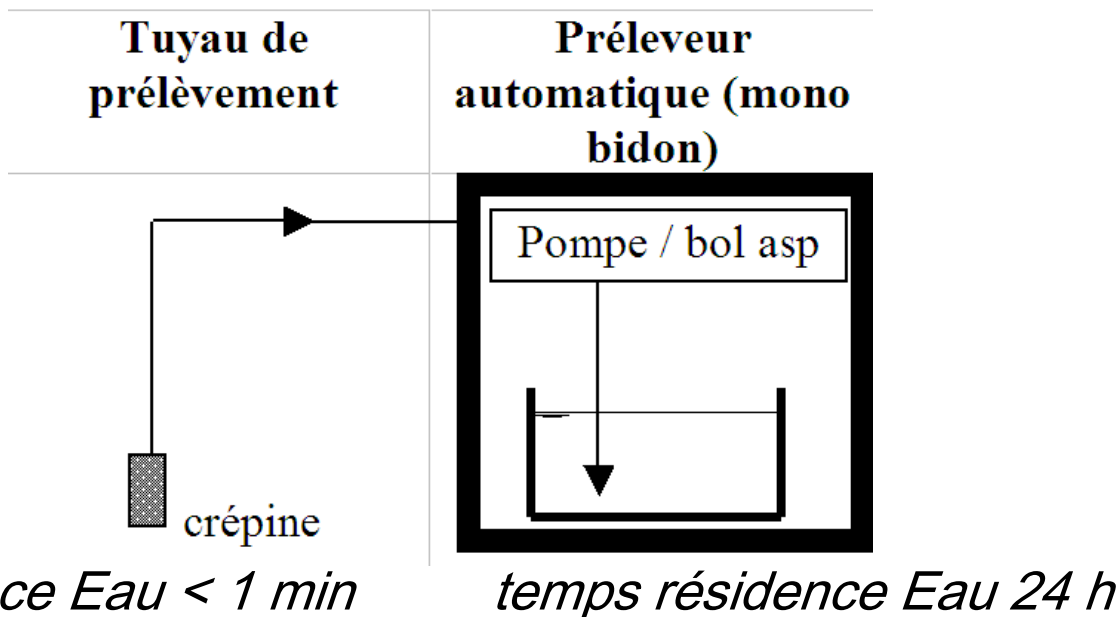 Tuyau de
prélèvement
Préleveur
automatique (mono
bidon)
Pompe / bol asp
crépine
ce Eau < 1 min
temps résidence Eau 24 h